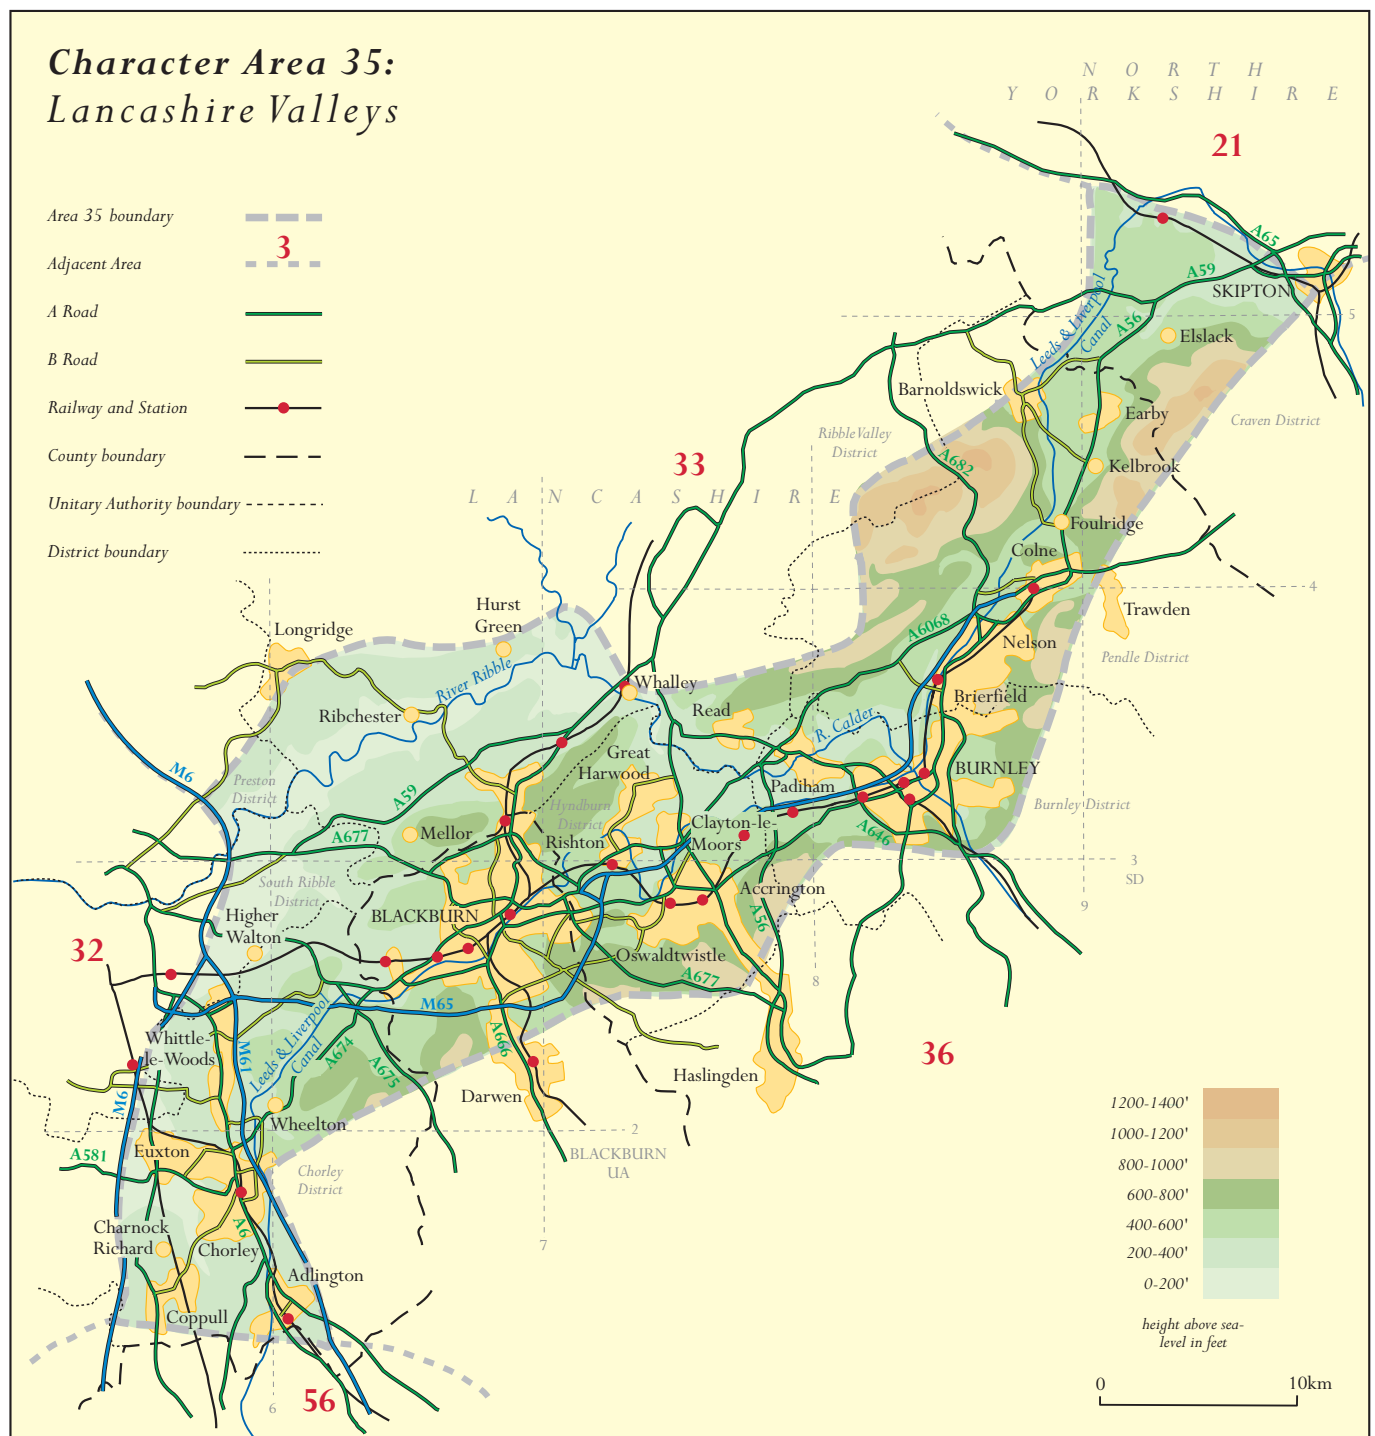 Character Area 35:
Lancashire Valleys
NORTH
YORKSHIRE
21
Area 35 boundary
3
Adjacent Area
A Road
B Road
Railway and Station
County boundary
Unitary Authority boundary
District boundary
A65
A59
SKIPTON
5
Leeds & Liverpool
Canal
A56
Elslack
Barnoldswick
Earby
Craven District
Ribble Valley
District
A682
Kelbrook
33
LANCASHIRE
Foulridge
Colne
4
Hurst
Green
Longridge
Trawden
A6068
Nelson
Pendle District
River Ribble
Whalley
Brierfield
Ribchester
Read
R. Calder
M6
Great
Harwood
BURNLEY
Preston
District
Padiham
A59
Hyndburn
District
Burnley District
A677
Mellor
Clayton-le-
Moors
A646
Rishton
3
SD
South Ribble
District
Accrington
9
Higher
Walton
BLACKBURN
A56
32
Oswaldtwistle
A677
8
M65
Leeds & Liverpool
Canal
Whittle-
le-Woods
M61
A674
A675
A666
36
Haslingden
Darwen
M6
Wheelton
2
BLACKBURN
UA
A581
Euxton
Chorley
District
Charnock
Richard
A6
Chorley
7
Adlington
Coppull
6
56
1200-1400'
1000-1200'
800-1000'
600-800'
400-600'
200-400'
0-200'
height above sea-
level in feet
0
10km